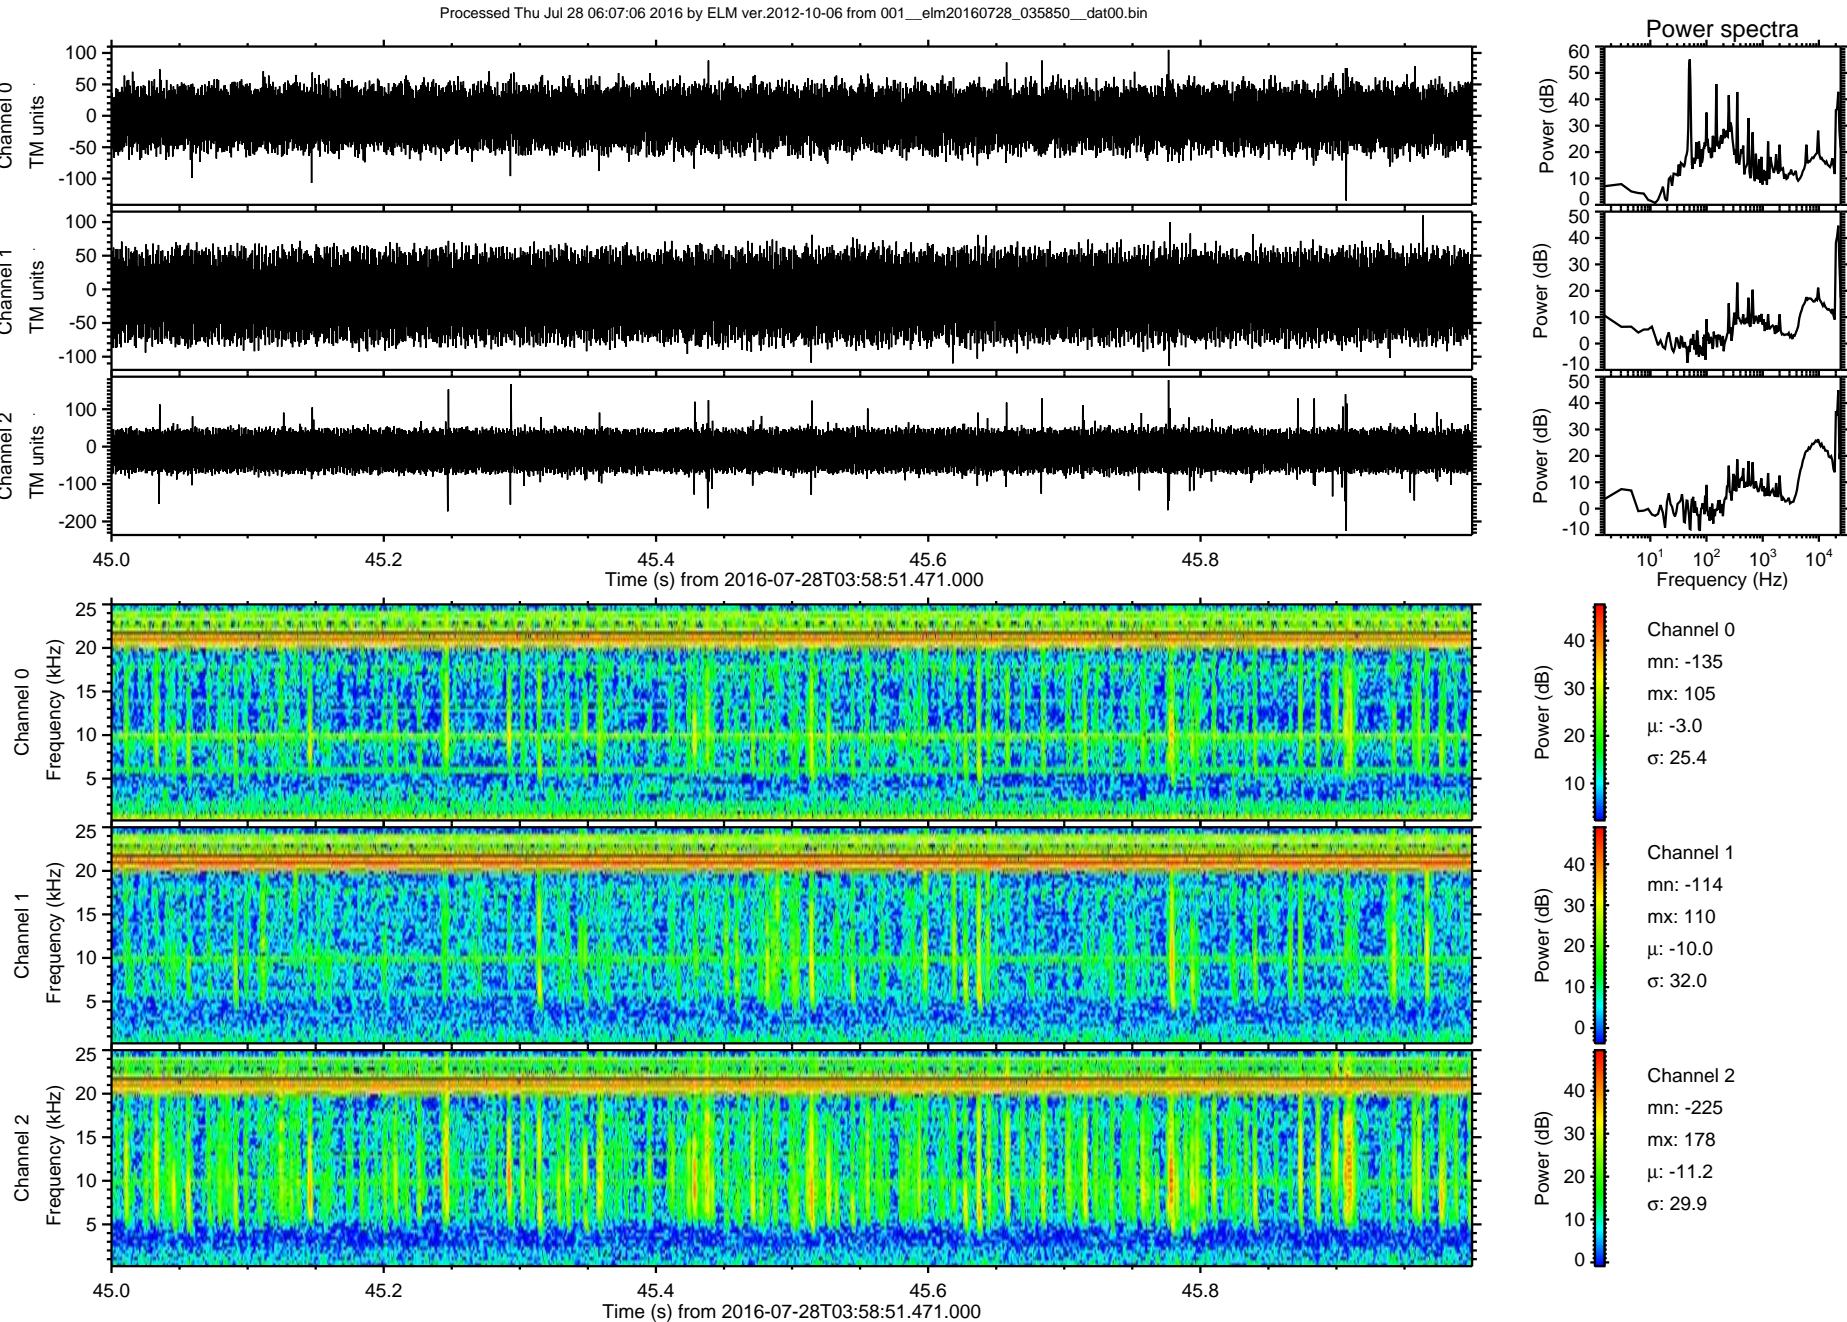 Processed Thu Jul 28 06:07:06 2016 by ELM ver.2012-10-06 from 001__elm20160728_035850__dat00.bin
Power spectra
Channel 0
TM units
100
50
0
-50
-100
Power (dB)
60
50
40
30
20
10
0
Channel 1
TM units
100
50
0
-50
-100
Power (dB)
50
40
30
20
10
0
-10
Channel 2
TM units
100
0
-100
-200
Power (dB)
50
40
30
20
10
0
-10
45.0 45.2 45.4 45.6 45.8
Time (s) from 2016-07-28T03:58:51.471.000
10¹ 10² 10³ 10⁴
Frequency (Hz)
Channel 0
Frequency (kHz)
25
20
15
10
5
Power (dB)
40
30
20
10
Channel 0
mn: -135
mx: 105
μ: -3.0
σ: 25.4
Channel 1
Frequency (kHz)
25
20
15
10
5
Power (dB)
40
30
20
10
0
Channel 1
mn: -114
mx: 110
μ: -10.0
σ: 32.0
Channel 2
Frequency (kHz)
25
20
15
10
5
Power (dB)
40
30
20
10
0
Channel 2
mn: -225
mx: 178
μ: -11.2
σ: 29.9
45.0 45.2 45.4 45.6 45.8
Time (s) from 2016-07-28T03:58:51.471.000